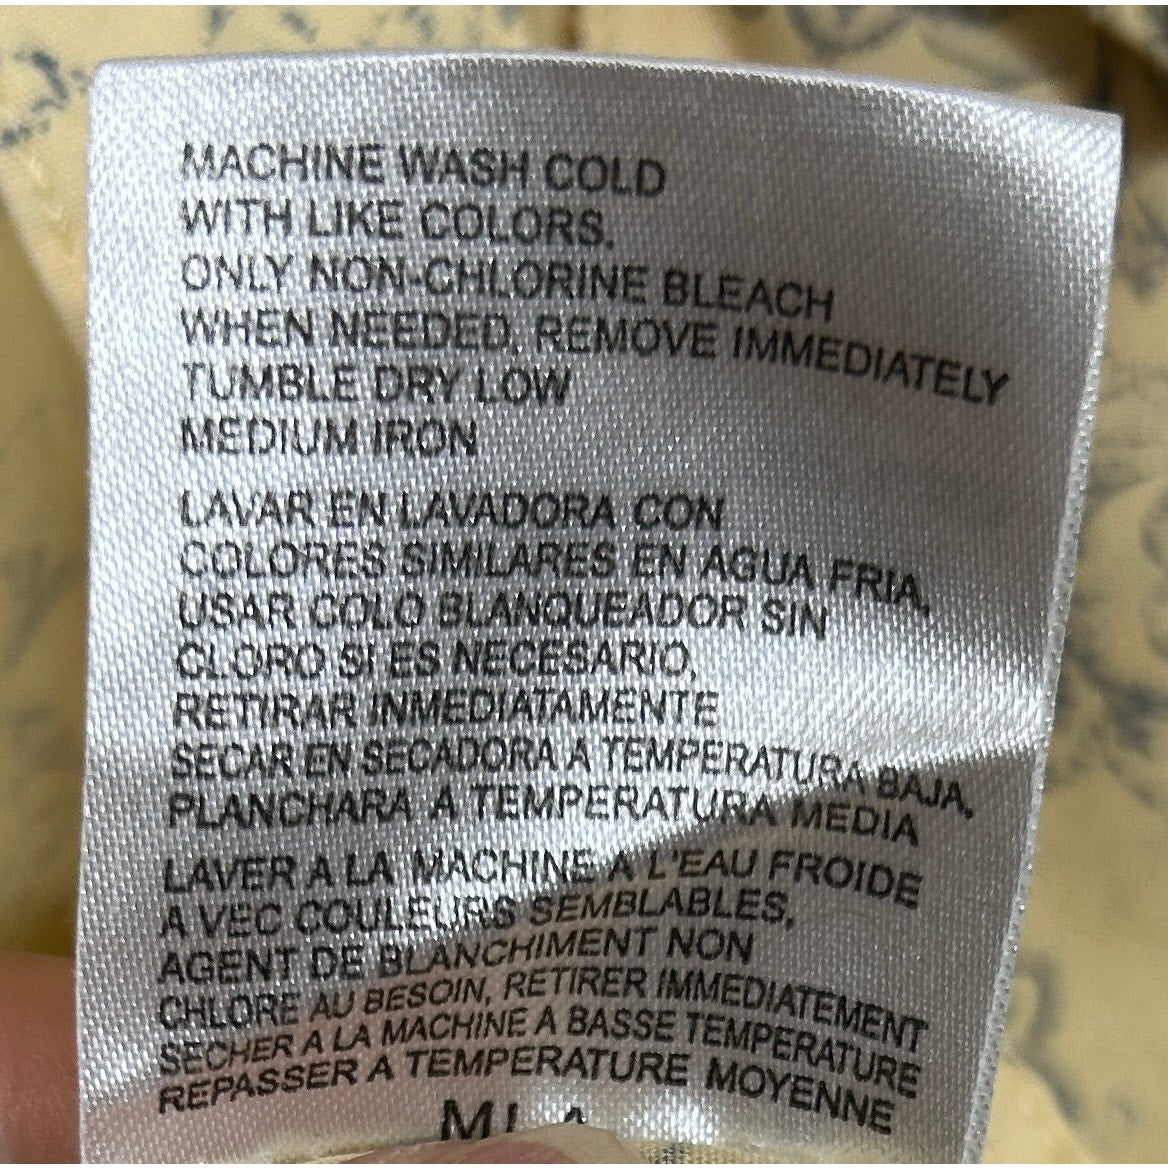 MACHINE WASH COLD
WITH LIKE COLORS.
ONLY NON-CHLORINE BLEACH
WHEN NEEDED, REMOVE IMMEDIATELY
TUMBLE DRY LOW
MEDIUM IRON
LAVAR EN LAVADORA CON
COLORES SIMILARES EN AGUA FRIA,
USAR COLO BLANQUEADOR SIN
CLORO SI ES NECESARIO,
RETIRAR INMEDIATAMENTE
SECAR EN SECADORA A TEMPERATURA BAJA,
PLANCHARA A TEMPERATURA MEDIA
LAVER A LA MACHINE A L'EAU FROIDE
A VEC COULEURS SEMBLABLES,
AGENT DE BLANCHIMENT NON
CHLORE AU BESOIN, RETIRER IMMEDIATEMENT
SECHER A LA MACHINE A BASSE TEMPERATURE
REPASSER A TEMPERATURE MOYENNE